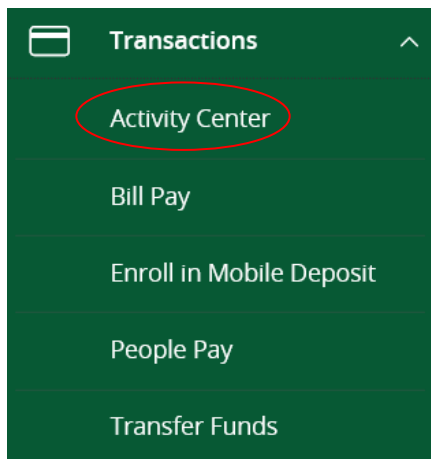 Transactions
Activity Center
Bill Pay
Enroll in Mobile Deposit
People Pay
Transfer Funds